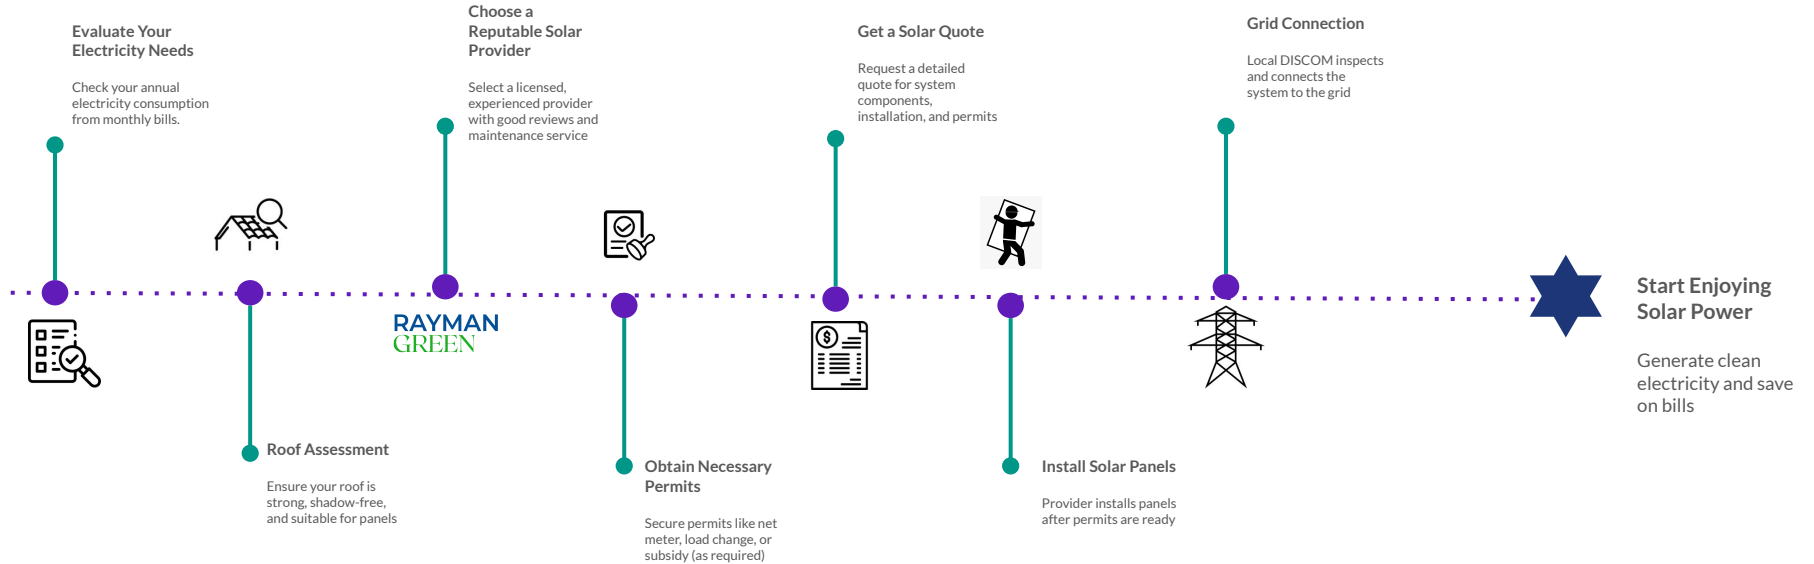 Evaluate Your
Electricity Needs
Check your annual
electricity consumption
from monthly bills.
Roof Assessment
Ensure your roof is
strong, shadow-free,
and suitable for panels
Choose a
Reputable Solar
Provider
Select a licensed,
experienced provider
with good reviews and
maintenance service
RAYMAN
GREEN
Obtain Necessary
Permits
Secure permits like net
meter, load change, or
subsidy (as required)
Get a Solar Quote
Request a detailed
quote for system
components,
installation, and permits
$
Install Solar Panels
Provider installs panels
after permits are ready
Grid Connection
Local DISCOM inspects
and connects the
system to the grid
Start Enjoying
Solar Power
Generate clean
electricity and save
on bills